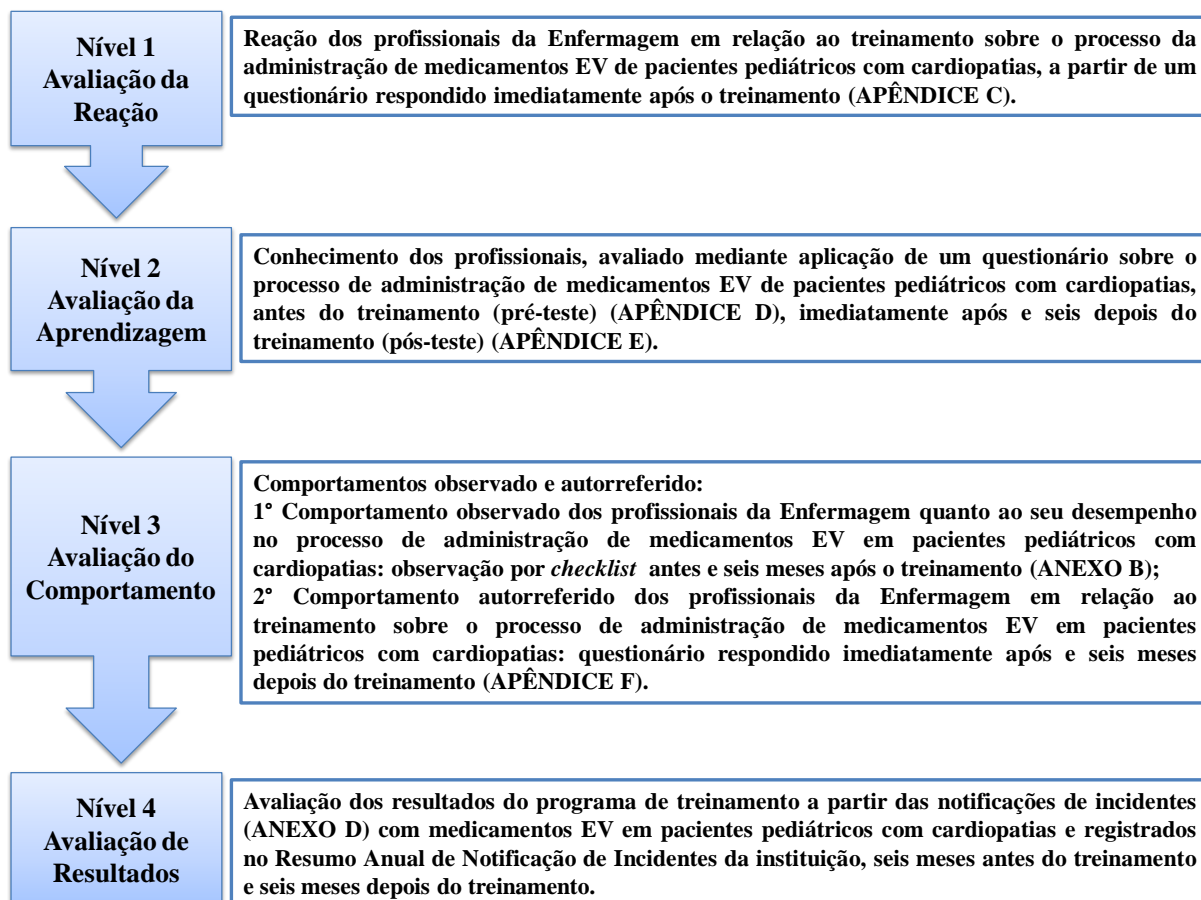 Nível 1
Avaliação da
Reação
Reação dos profissionais da Enfermagem em relação ao treinamento sobre o processo da
administração de medicamentos EV de pacientes pediátricos com cardiopatias, a partir de um
questionário respondido imediatamente após o treinamento (APÊNDICE C).
Nível 2
Avaliação da
Aprendizagem
Conhecimento dos profissionais, avaliado mediante aplicação de um questionário sobre o
processo de administração de medicamentos EV de pacientes pediátricos com cardiopatias,
antes do treinamento (pré-teste) (APÊNDICE D), imediatamente após e seis depois do
treinamento (pós-teste) (APÊNDICE E).
Nível 3
Avaliação do
Comportamento
Comportamentos observado e autorreferido:
1° Comportamento observado dos profissionais da Enfermagem quanto ao seu desempenho
no processo de administração de medicamentos EV em pacientes pediátricos com
cardiopatias: observação por checklist antes e seis meses após o treinamento (ANEXO B);
2° Comportamento autorreferido dos profissionais da Enfermagem em relação ao
treinamento sobre o processo de administração de medicamentos EV em pacientes
pediátricos com cardiopatias: questionário respondido imediatamente após e seis meses
depois do treinamento (APÊNDICE F).
Nível 4
Avaliação de
Resultados
Avaliação dos resultados do programa de treinamento a partir das notificações de incidentes
(ANEXO D) com medicamentos EV em pacientes pediátricos com cardiopatias e registrados
no Resumo Anual de Notificação de Incidentes da instituição, seis meses antes do treinamento
e seis meses depois do treinamento.